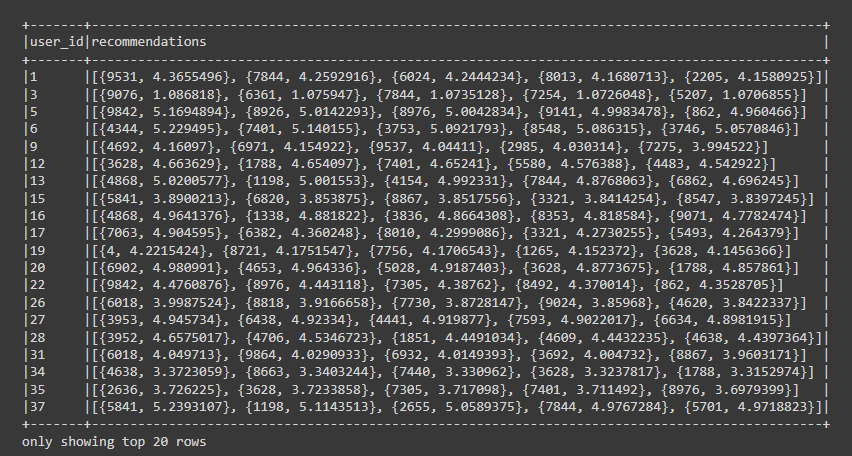 +-------+------------------------------------------------------------------------------------------+
|user_id|recommendations                                                                           |
+-------+------------------------------------------------------------------------------------------+
|1      |[{9531, 4.3655496}, {7844, 4.2592916}, {6024, 4.2444234}, {8013, 4.1680713}, {2205, 4.1580925}]|
|3      |[{9076, 1.086818}, {6361, 1.075947}, {7844, 1.0735128}, {7254, 1.0726048}, {5207, 1.0706855}]  |
|5      |[{9842, 5.1694894}, {8926, 5.0142293}, {8976, 5.0042834}, {9141, 4.9983478}, {862, 4.960466}]  |
|6      |[{4344, 5.229495}, {7401, 5.140155}, {3753, 5.0921793}, {8548, 5.086315}, {3746, 5.0570846}]   |
|9      |[{4692, 4.16097}, {6971, 4.154922}, {9537, 4.04411}, {2985, 4.030314}, {7275, 3.994522}]       |
|12     |[{3628, 4.663629}, {1788, 4.654097}, {7401, 4.65241}, {5580, 4.576388}, {4483, 4.542922}]      |
|13     |[{4868, 5.0200577}, {1198, 5.001553}, {4154, 4.992331}, {7844, 4.8768063}, {6862, 4.696245}]   |
|15     |[{5841, 3.8900213}, {6820, 3.853875}, {8867, 3.8517556}, {3321, 3.8414254}, {8547, 3.8397245}] |
|16     |[{4868, 4.9641376}, {1338, 4.881822}, {3836, 4.8664308}, {8353, 4.818584}, {9071, 4.7782474}]  |
|17     |[{7063, 4.904595}, {6382, 4.360248}, {8010, 4.2999086}, {3321, 4.2730255}, {5493, 4.264379}]   |
|19     |[{4, 4.2215424}, {8721, 4.1751547}, {7756, 4.1706543}, {1265, 4.152372}, {3628, 4.1456366}]    |
|20     |[{6902, 4.980991}, {4653, 4.964336}, {5028, 4.9187403}, {3628, 4.8773675}, {1788, 4.857861}]   |
|22     |[{9842, 4.4760876}, {8976, 4.443118}, {7305, 4.38762}, {8492, 4.370014}, {862, 4.3528705}]     |
|26     |[{6018, 3.9987524}, {8818, 3.9166658}, {7730, 3.8728147}, {9024, 3.85968}, {4620, 3.8422337}]  |
|27     |[{3953, 4.945734}, {6438, 4.92334}, {4441, 4.919877}, {7593, 4.9022017}, {6634, 4.8981915}]    |
|28     |[{3952, 4.6575017}, {4706, 4.5346723}, {1851, 4.4491034}, {4609, 4.4432235}, {4638, 4.4397364}]|
|31     |[{6018, 4.049713}, {9864, 4.0290933}, {6932, 4.0149393}, {3692, 4.004732}, {8867, 3.9603171}]  |
|34     |[{4638, 3.3723059}, {8663, 3.3403244}, {7440, 3.330962}, {3628, 3.3237817}, {1788, 3.3152974}] |
|35     |[{2636, 3.726225}, {3628, 3.7233858}, {7305, 3.717098}, {7401, 3.711492}, {8976, 3.6979399}]   |
|37     |[{5841, 5.2393107}, {1198, 5.1143513}, {2655, 5.0589375}, {7844, 4.9767284}, {5701, 4.9718823}]|
+-------+------------------------------------------------------------------------------------------+
only showing top 20 rows